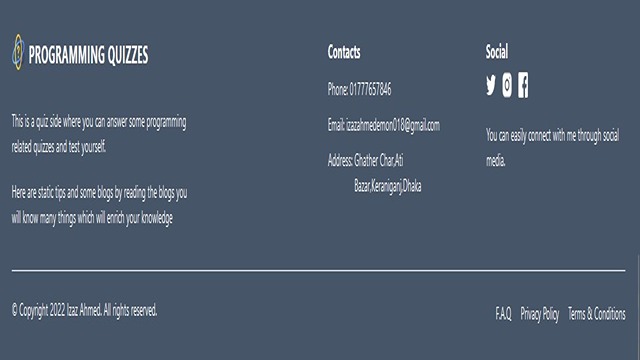 PROGRAMMING QUIZZES
This is a quiz side where you can answer some programming
related quizzes and test yourself.
Here are static tips and some blogs by reading the blogs you
will know many things which will enrich your knowledge
Contacts
Phone: 01777657846
Email: izazahmedemon018@gmail.com
Address: Ghather Char,Ati
Bazar,Keraniganj,Dhaka
Social
You can easily connect with me through social
media.
© Copyright 2022 Izaz Ahmed. All rights reserved.
F.A.Q Privacy Policy Terms & Conditions